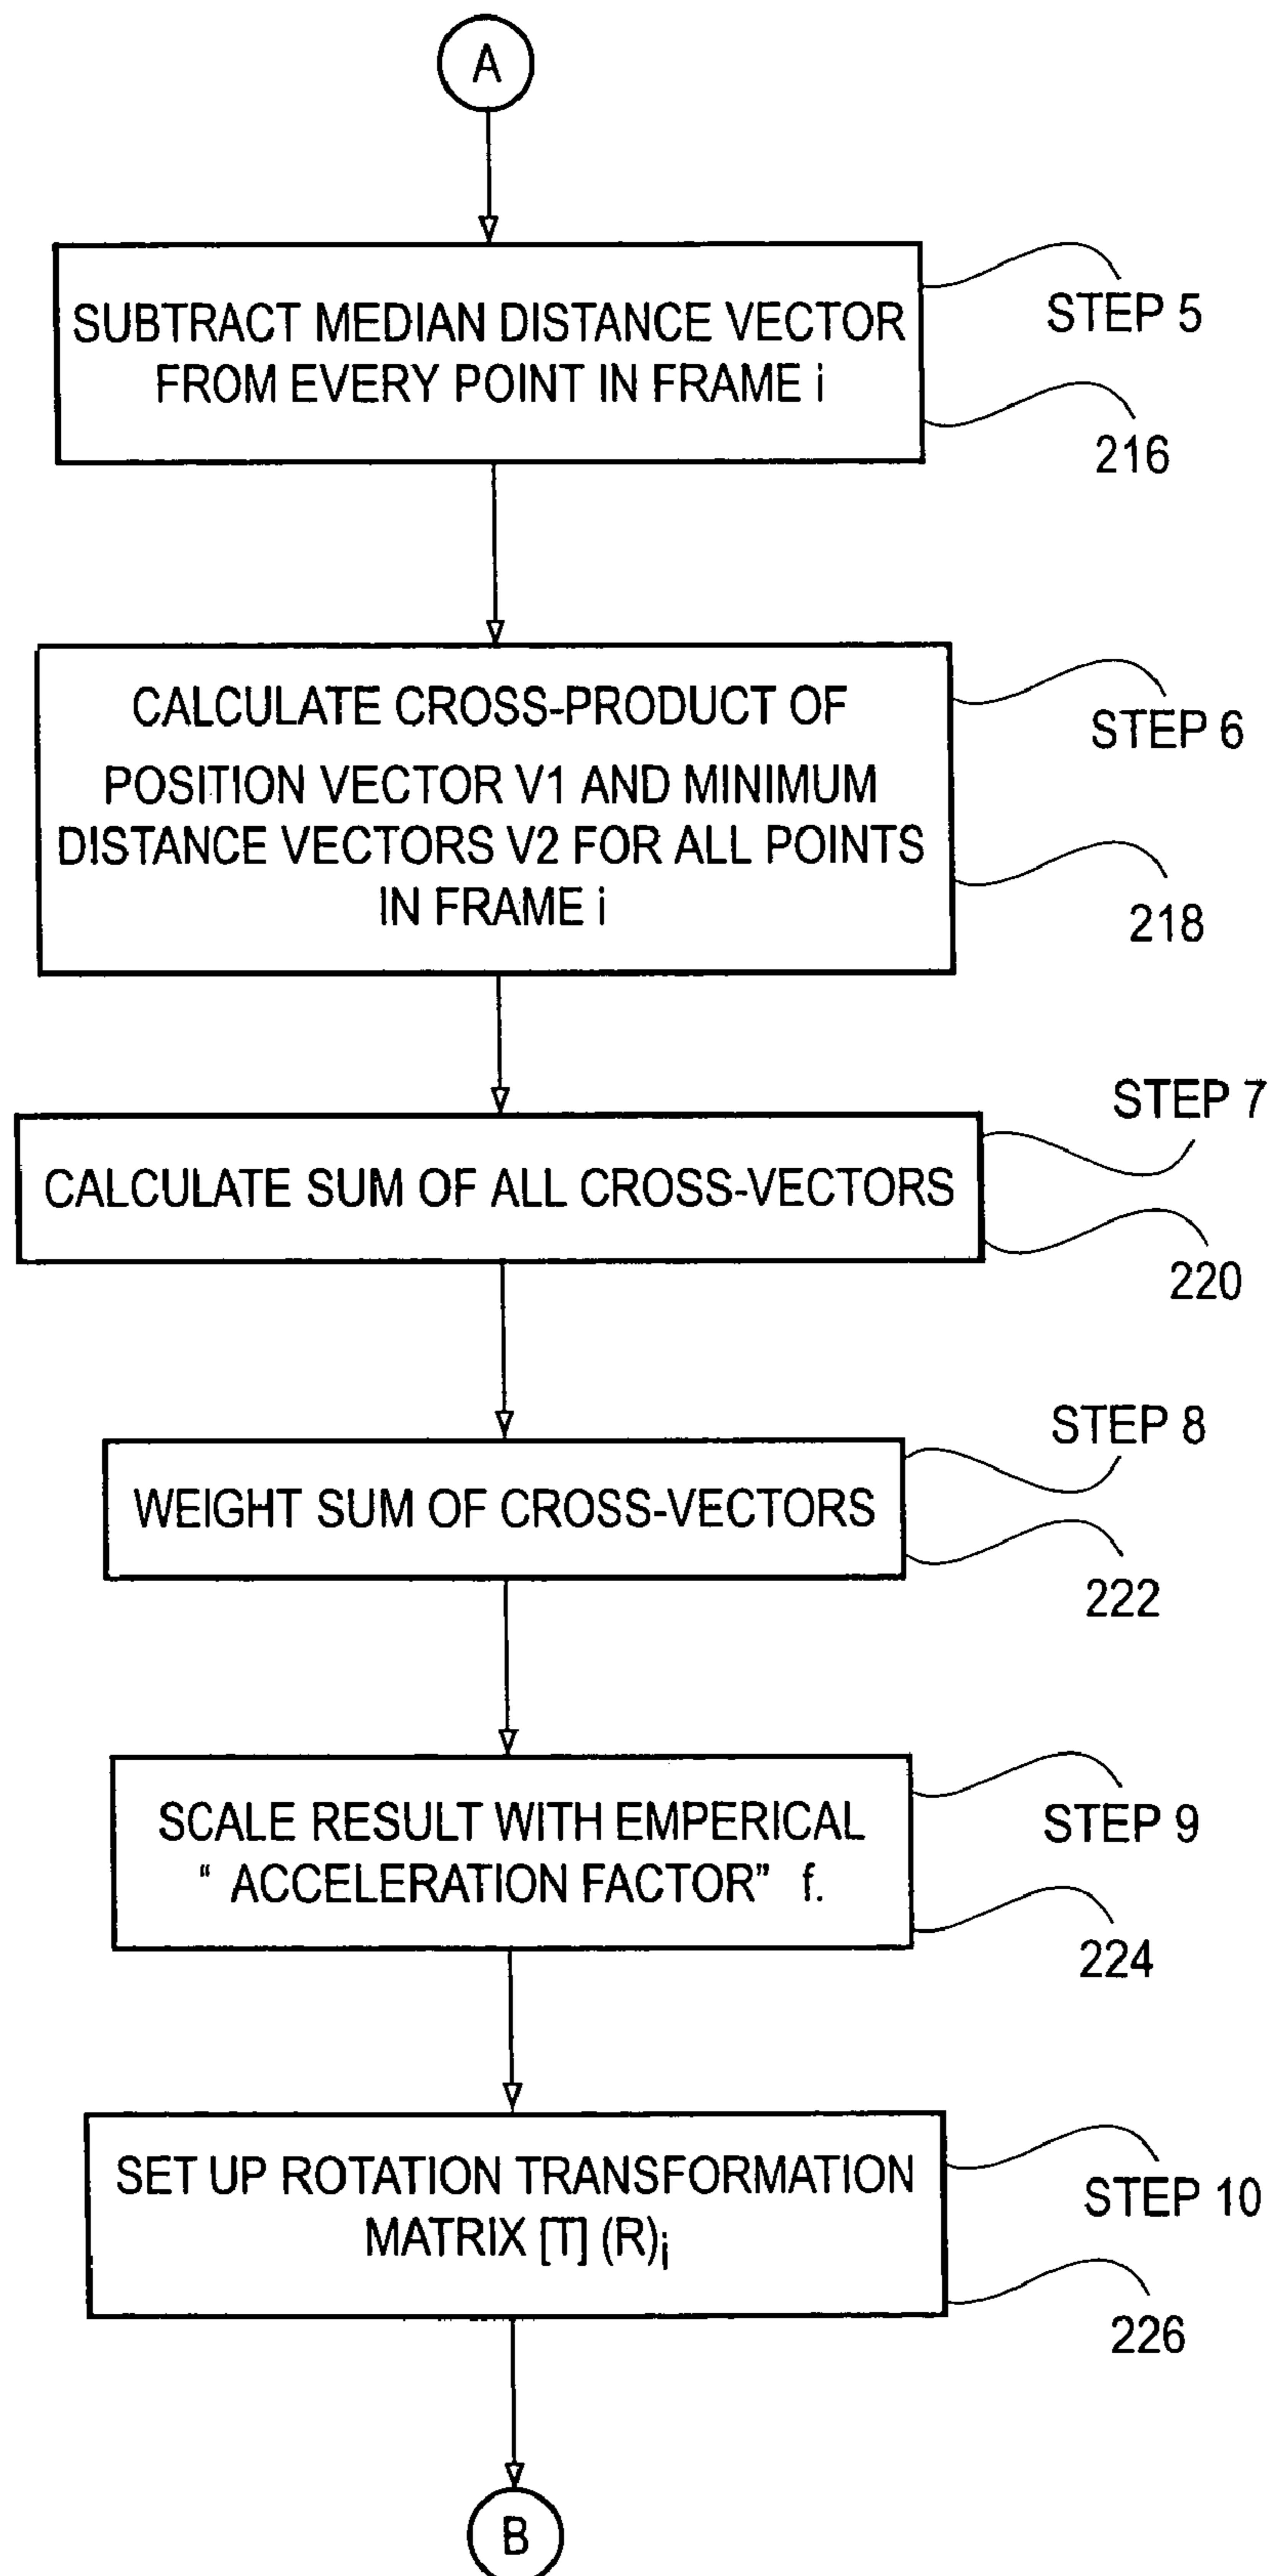 A
SUBTRACT MEDIAN DISTANCE VECTOR
FROM EVERY POINT IN FRAME i
STEP 5
216
CALCULATE CROSS-PRODUCT OF
POSITION VECTOR V1 AND MINIMUM
DISTANCE VECTORS V2 FOR ALL POINTS
IN FRAME i
STEP 6
218
STEP 7
CALCULATE SUM OF ALL CROSS-VECTORS
220
STEP 8
WEIGHT SUM OF CROSS-VECTORS
222
SCALE RESULT WITH EMPERICAL
“ ACCELERATION FACTOR” f.
STEP 9
224
SET UP ROTATION TRANSFORMATION
MATRIX [T] (R)i
STEP 10
226
B